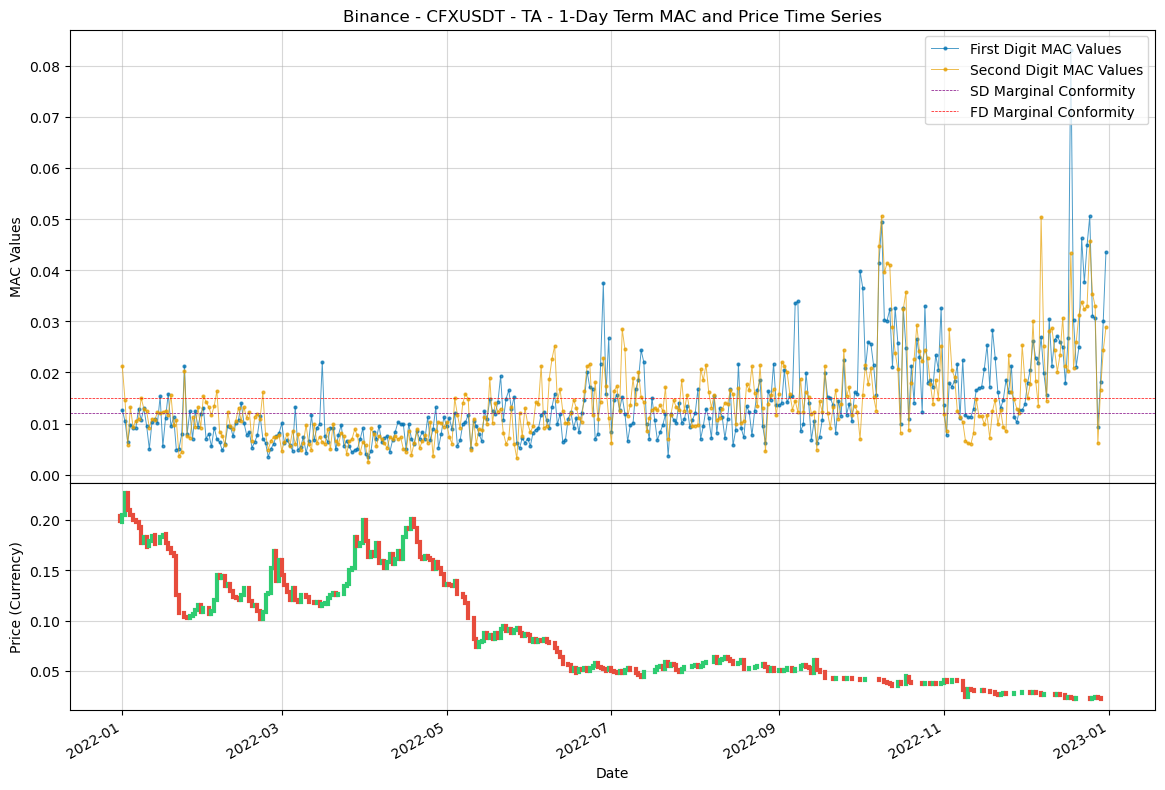 Binance - CFXUSDT - TA - 1-Day Term MAC and Price Time Series
First Digit MAC Values
Second Digit MAC Values
SD Marginal Conformity
FD Marginal Conformity
MAC Values
0.08
0.07
0.06
0.05
0.04
0.03
0.02
0.01
0.00
Price (Currency)
0.20
0.15
0.10
0.05
2022-01
2022-03
2022-05
2022-07
2022-09
2022-11
2023-01
Date